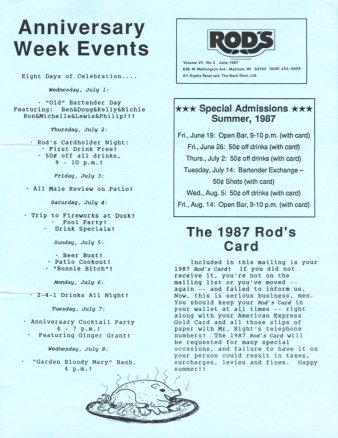 Anniversary
Week Events
Eight Days of Celebration....
Wednesday, July 1:
· "Old" Bartender Day
Featuring: Ben&Doug&Kelly&Richie
Ron&Michelle&Lewis&Philip!!!
Thursday, July 2:
· Rod's Cardholder Night!
· First Drink Free!
· 50¢ off all drinks,
9 - 10 p.m.!
Friday, July 3:
· All Male Review on Patio!
Saturday, July 4:
· Trip to Fireworks at Dusk!
· Pool Party!
· Drink Specials!
Sunday, July 5:
· Beer Bust!
· Patio Cookout!
· "Bonnie Bitch"!
Monday, July 6:
· 2-4-1 Drinks All Night!
Tuesday, July 7:
· Anniversary Cocktail Party
4 - 7 p.m.!
· Featuring Ginger Grant!
Wednesday, July 8:
· "Garden Bloody Mary" Bash,
4 p.m.!
ROD'S
Volume VII, No.2 June, 1987
636 W Washington Ave. Madison, WI 53703 (608) 255-0609
All Rights Reserved. The Back Door, Ltd.
★★★ Special Admissions ★★★
Summer, 1987
Fri., June 19: Open Bar, 9-10 p.m. (with card)
Fri., June 26: 50¢ off drinks (with card)
Thurs., July 2: 50¢ off drinks (with card)
Tuesday, July 14: Bartender Exchange –
50¢ Shots (with card)
Wed., Aug. 5: 50¢ off drinks (with card)
Fri., Aug. 14: Open Bar, 9-10 p.m. (with card)
The 1987 Rod's
Card
Included in this mailing is your
1987 Rod's Card! If you did not
receive it, you're not on the
mailing list or you've moved --
again -- and failed to inform us.
Now, this is serious business, men.
You should keep your Rod's Card in
your wallet at all times -- right
along with your American Express
Gold Card and all those slips of
paper with Mr. Right's telephone
numbers! The 1987 Rod's Card will
be requested for many special
occasions, and failure to have it on
your person could result in taxes,
surcharges, levies and fines. Happy
summer!!